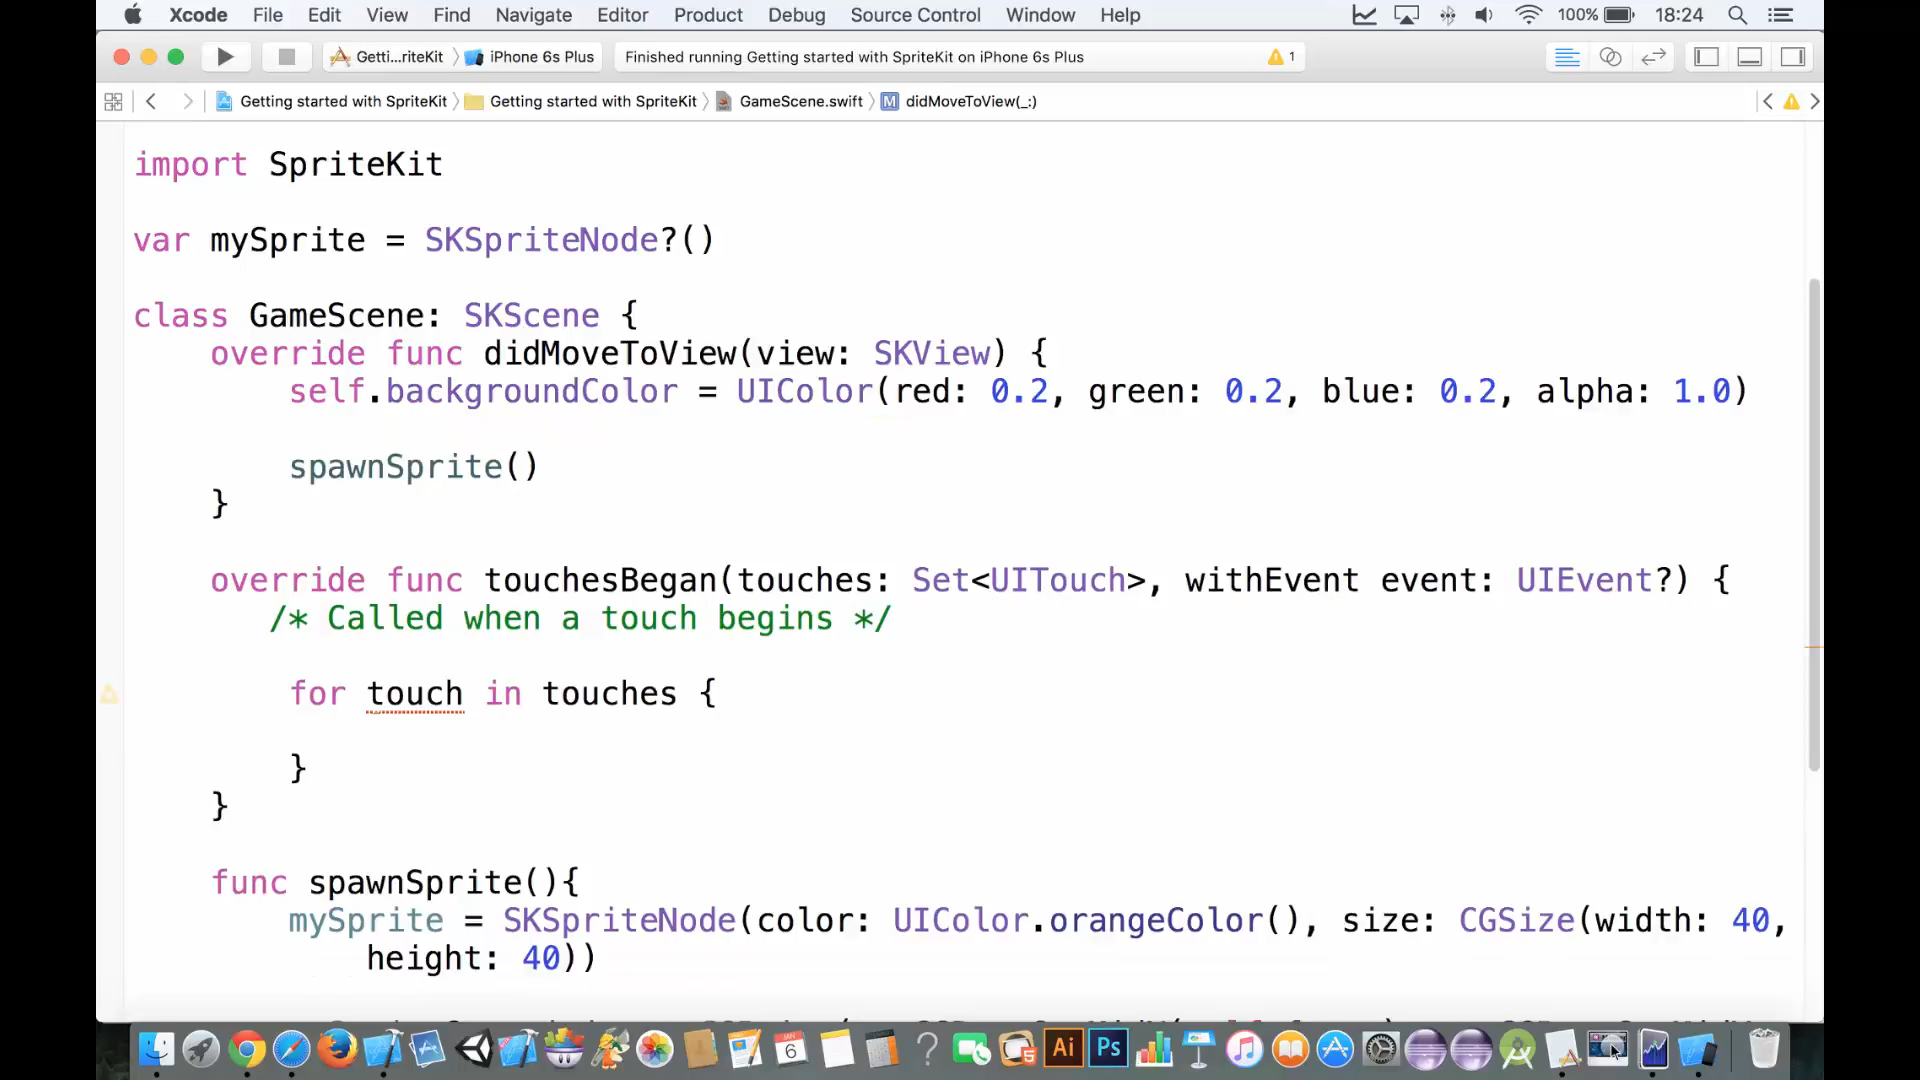 Xcode File Edit View Find Navigate Editor Product Debug Source Control Window Help 100% 18:24
Getti...riteKit iPhone 6s Plus Finished running Getting started with SpriteKit on iPhone 6s Plus 1
Getting started with SpriteKit Getting started with SpriteKit GameScene.swift M didMoveToView(_:)
import SpriteKit
var mySprite = SKSpriteNode?()
class GameScene: SKScene {
override func didMoveToView(view: SKView) {
self.backgroundColor = UIColor(red: 0.2, green: 0.2, blue: 0.2, alpha: 1.0)
spawnSprite()
}
override func touchesBegan(touches: Set<UITouch>, withEvent event: UIEvent?) {
/* Called when a touch begins */
for touch in touches {
}
}
func spawnSprite(){
mySprite = SKSpriteNode(color: UIColor.orangeColor(), size: CGSize(width: 40,
height: 40))
JAN
6
5
Ai
Ps